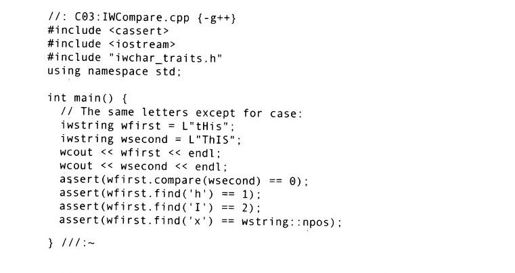 //: C03:IWCompare.cpp {-g++}
#include <cassert>
#include <iostream>
#include "iwchar_traits.h"
using namespace std;

int main() {
  // The same letters except for case:
  iwstring wfirst = L"tHis";
  iwstring wsecond = L"ThIS";
  wcout << wfirst << endl;
  wcout << wsecond << endl;
  assert(wfirst.compare(wsecond) == 0);
  assert(wfirst.find('h') == 1);
  assert(wfirst.find('I') == 2);
  assert(wfirst.find('x') == wstring::npos);

} ///:~